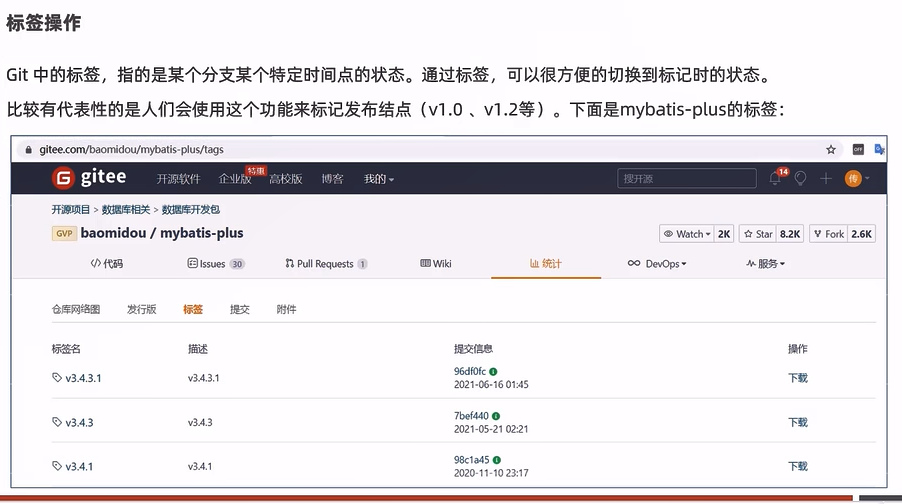 标签操作
Git 中的标签，指的是某个分支某个特定时间点的状态。通过标签，可以很方便的切换到标记时的状态。
比较有代表性的是人们会使用这个功能来标记发布结点（v1.0 、v1.2等）。下面是mybatis-plus的标签：
gitee.com/baomidou/mybatis-plus/tags
OFF
gitee 开源软件 企业版 特惠 高校版 博客 我的 搜开源 14 传
开源项目 > 数据库相关 > 数据库开发包
GVP baomidou / mybatis-plus Watch 2K Star 8.2K Fork 2.6K
代码 Issues 30 Pull Requests 1 Wiki 统计 DevOps 服务
仓库网络图 发行版 标签 提交 附件
标签名 描述 提交信息 操作
v3.4.3.1 v3.4.3.1 96df0fc 下载
2021-06-16 01:45
v3.4.3 v3.4.3 7bef440 下载
2021-05-21 02:21
v3.4.1 v3.4.1 98c1a45 下载
2020-11-10 23:17